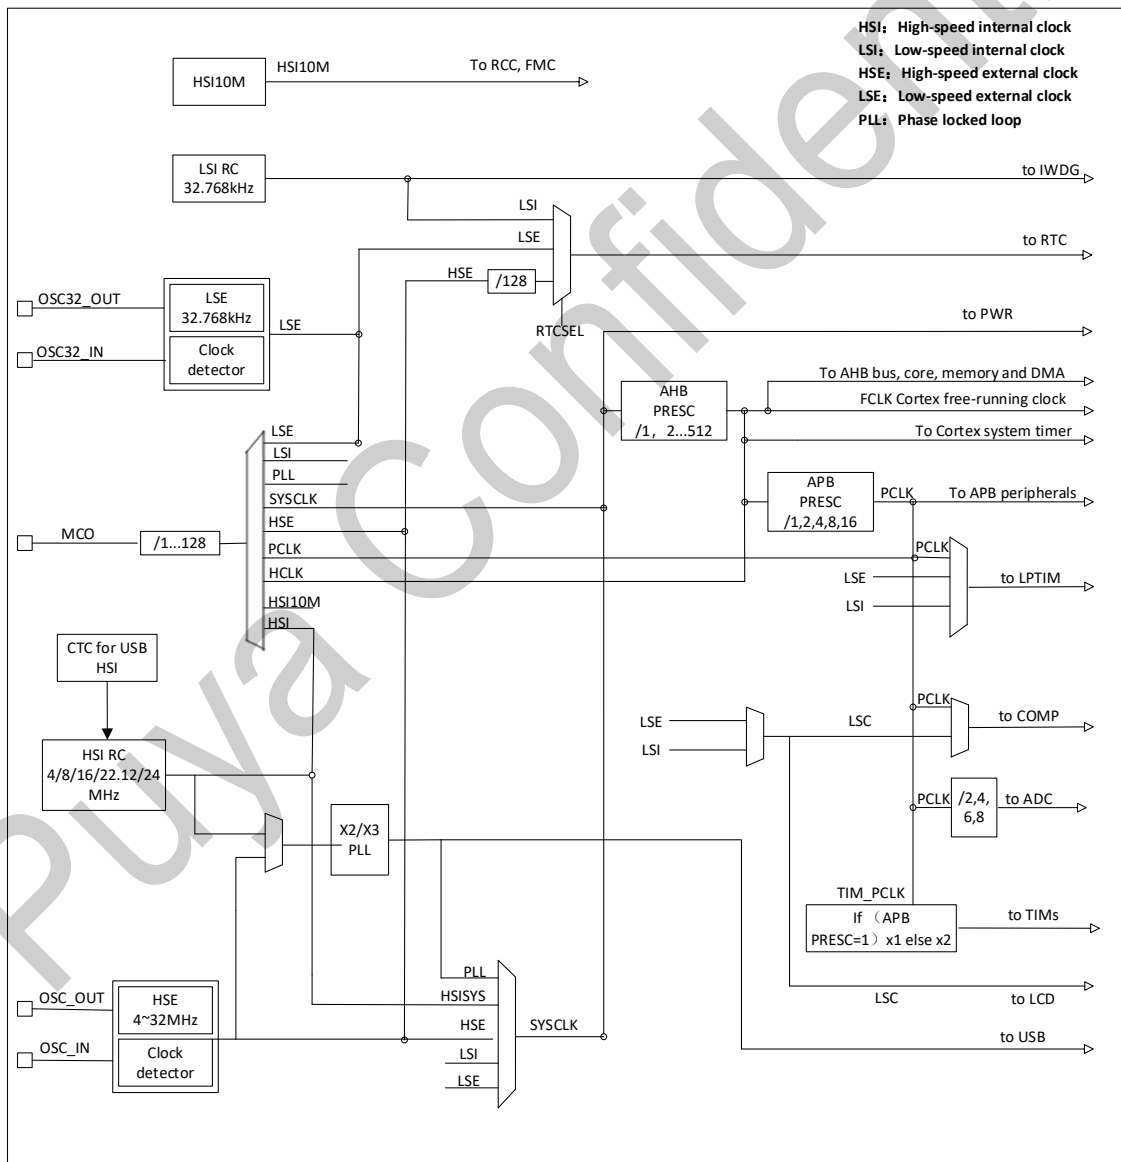 HSI：High-speed internal clock
LSI：Low-speed internal clock
HSE：High-speed external clock
LSE：Low-speed external clock
PLL：Phase locked loop
HSI10M
HSI10M
To RCC, FMC
LSI RC
32.768kHz
to IWDG
LSI
LSE
HSE
/128
to RTC
RTCSEL
OSC32_OUT
OSC32_IN
LSE
32.768kHz
Clock
detector
LSE
to PWR
AHB
PRESC
/1，2...512
To AHB bus, core, memory and DMA
FCLK Cortex free-running clock
To Cortex system timer
APB
PRESC
/1,2,4,8,16
PCLK
To APB peripherals
MCO
/1...128
LSE
LSI
PLL
SYSCLK
HSE
PCLK
HCLK
HSI10M
HSI
PCLK
LSE
LSI
to LPTIM
CTC for USB
HSI
HSI RC
4/8/16/22.12/24
MHz
X2/X3
PLL
LSE
LSI
LSC
PCLK
to COMP
PCLK
/2,4,
6,8
to ADC
TIM_PCLK
If （APB
PRESC=1）x1 else x2
to TIMs
LSC
to LCD
to USB
OSC_OUT
OSC_IN
HSE
4~32MHz
Clock
detector
PLL
HSISYS
HSE
LSI
LSE
SYSCLK
Puya Confidenti